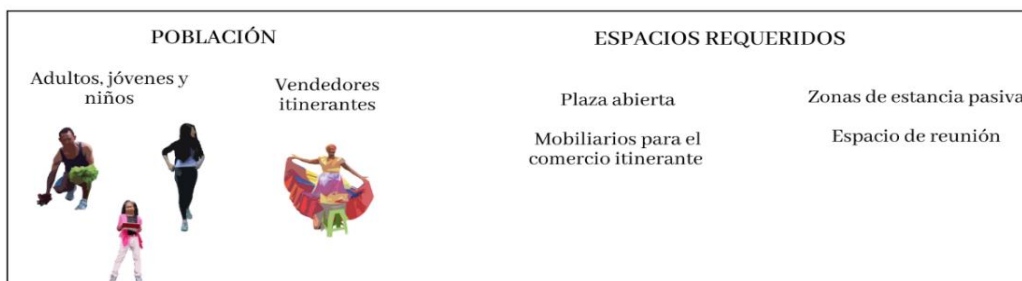 POBLACIÓN
Adultos, jóvenes y
niños
Vendedores
itinerantes
ESPACIOS REQUERIDOS
Plaza abierta
Mobiliarios para el
comercio itinerante
Zonas de estancia pasiva
Espacio de reunión